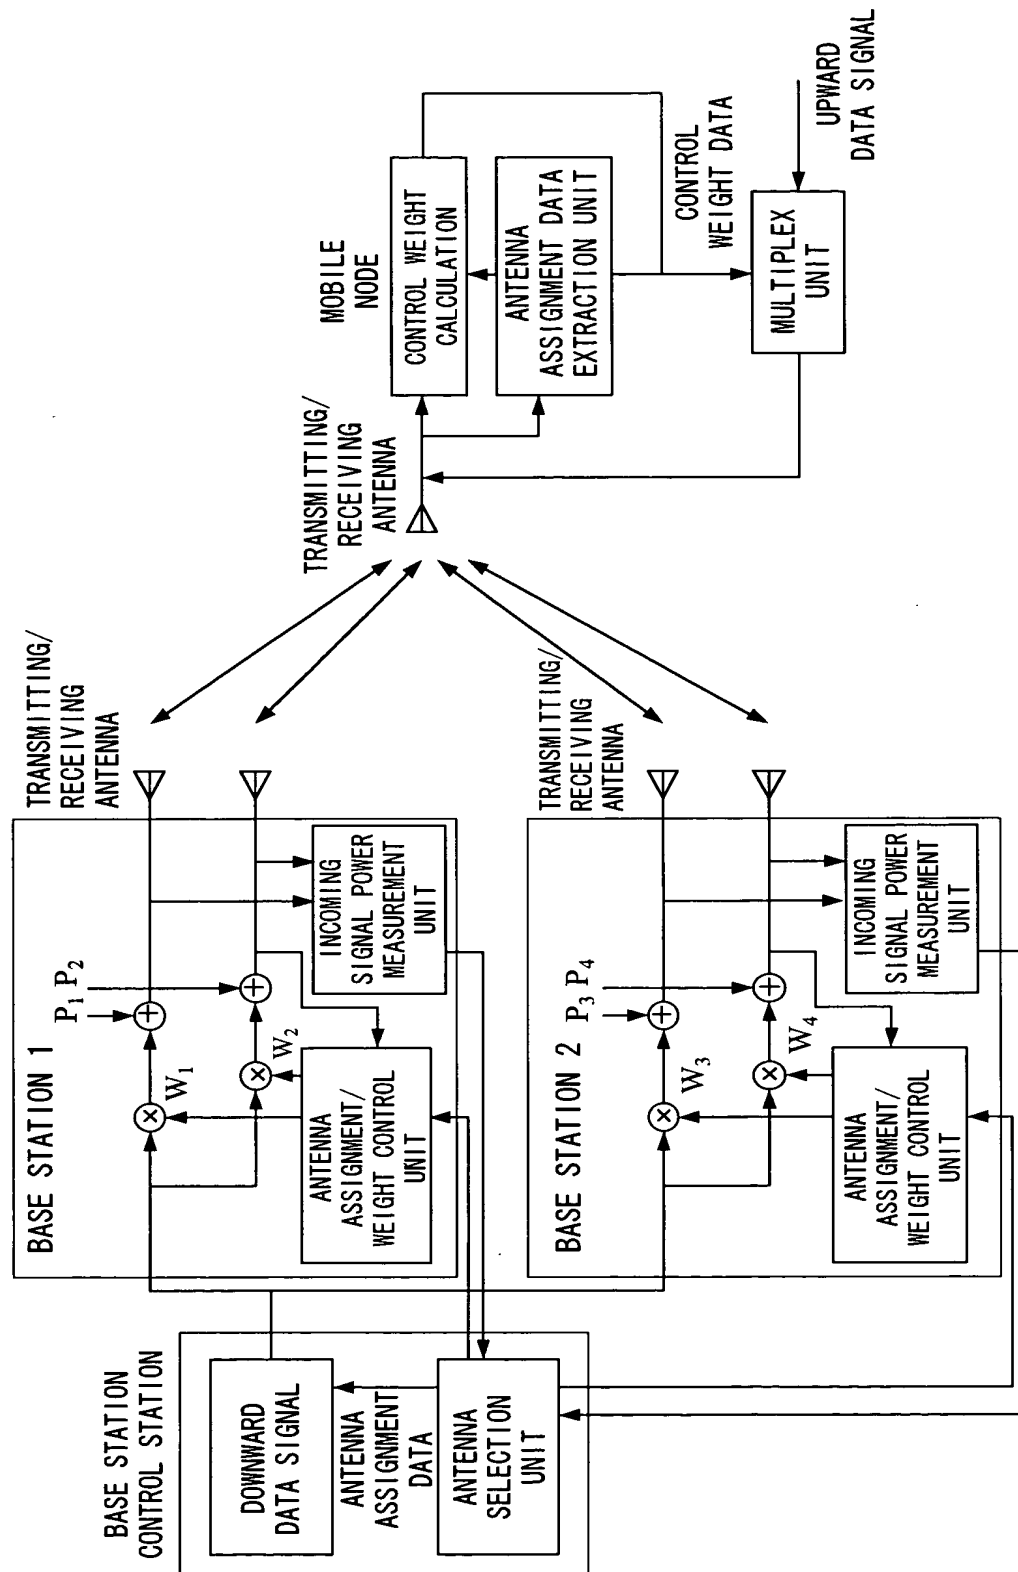 BASE STATION
CONTROL STATION
DOWNWARD
DATA SIGNAL
ANTENNA
ASSIGNMENT
DATA
ANTENNA
SELECTION
UNIT
BASE STATION 1
P1 P2
W1
W2
ANTENNA
ASSIGNMENT/
WEIGHT CONTROL
UNIT
INCOMING
SIGNAL POWER
MEASUREMENT
UNIT
TRANSMITTING/
RECEIVING
ANTENNA
BASE STATION 2
P3 P4
W3
W4
ANTENNA
ASSIGNMENT/
WEIGHT CONTROL
UNIT
INCOMING
SIGNAL POWER
MEASUREMENT
UNIT
TRANSMITTING/
RECEIVING
ANTENNA
TRANSMITTING/
RECEIVING
ANTENNA
MOBILE
NODE
CONTROL WEIGHT
CALCULATION
ANTENNA
ASSIGNMENT DATA
EXTRACTION UNIT
CONTROL
WEIGHT DATA
MULTIPLEX
UNIT
UPWARD
DATA SIGNAL